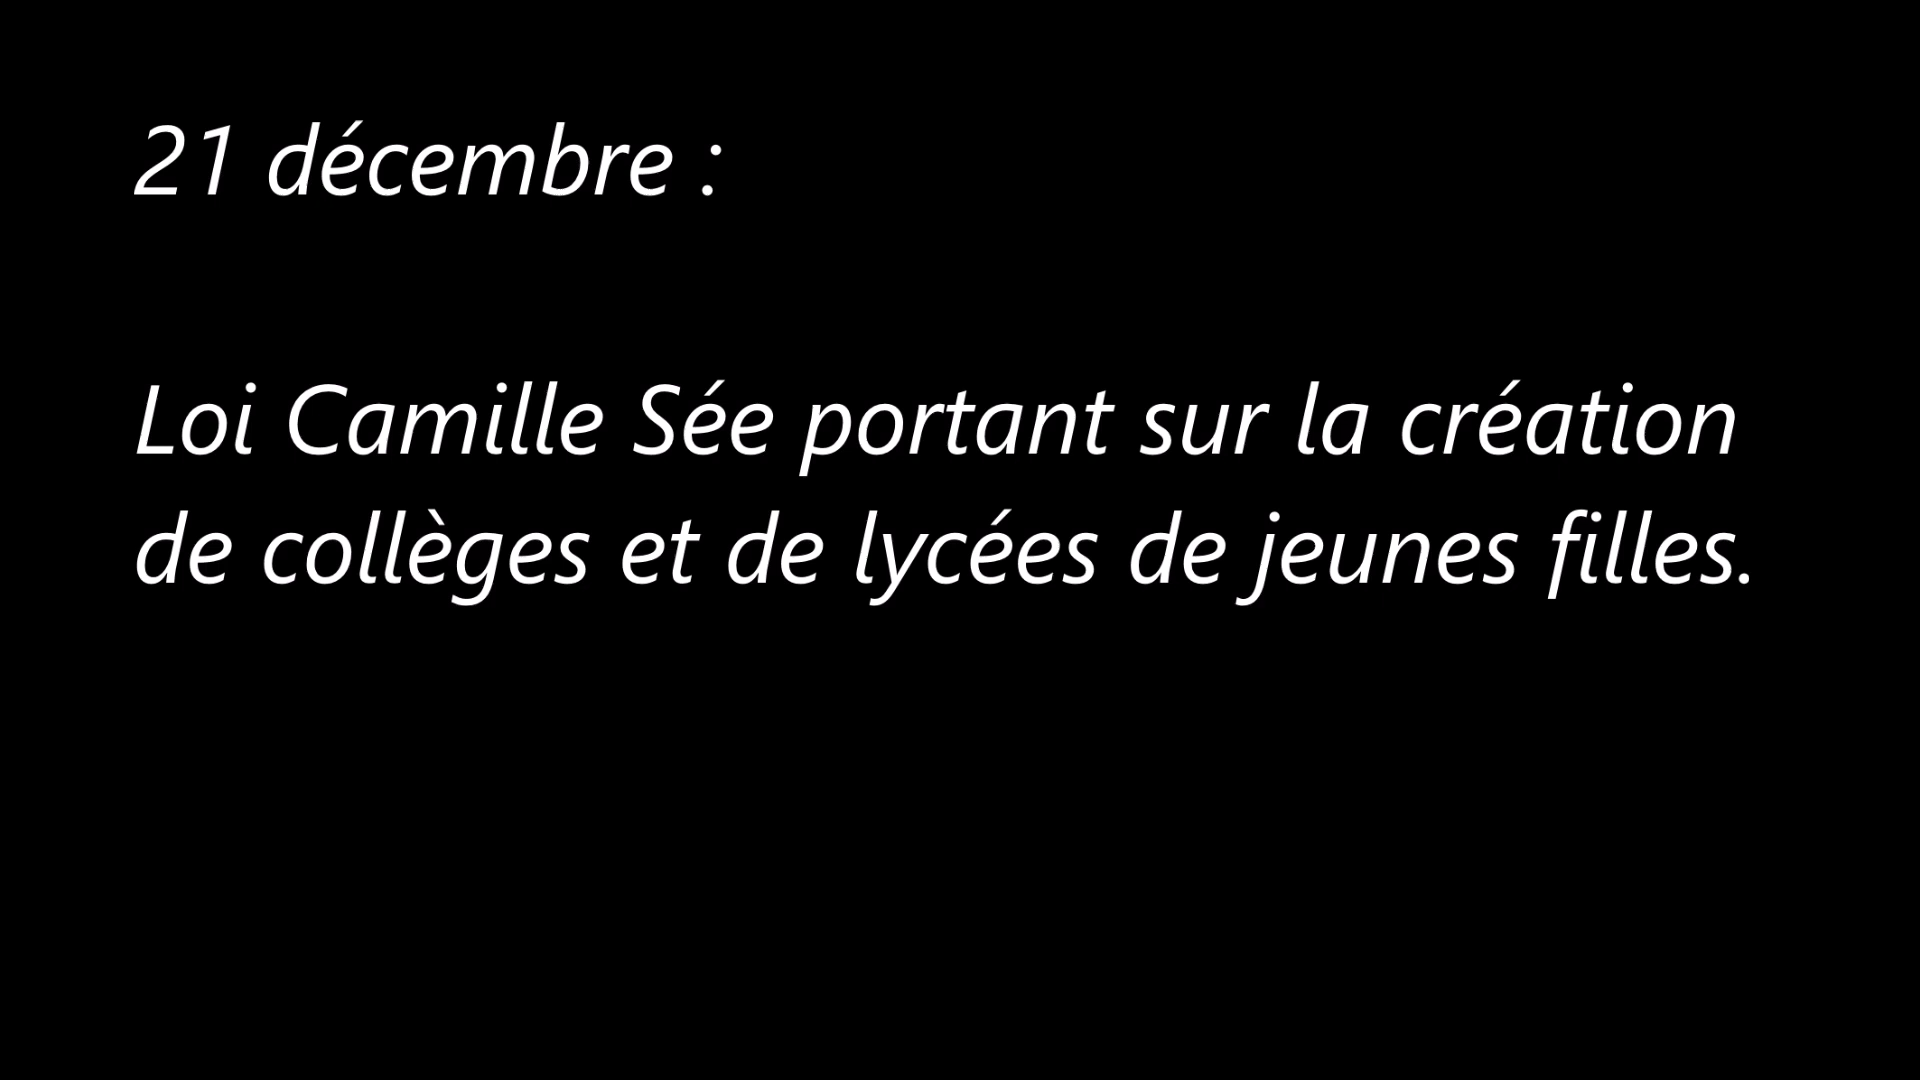 21 décembre :
Loi Camille Sée portant sur la création
de collèges et de lycées de jeunes filles.